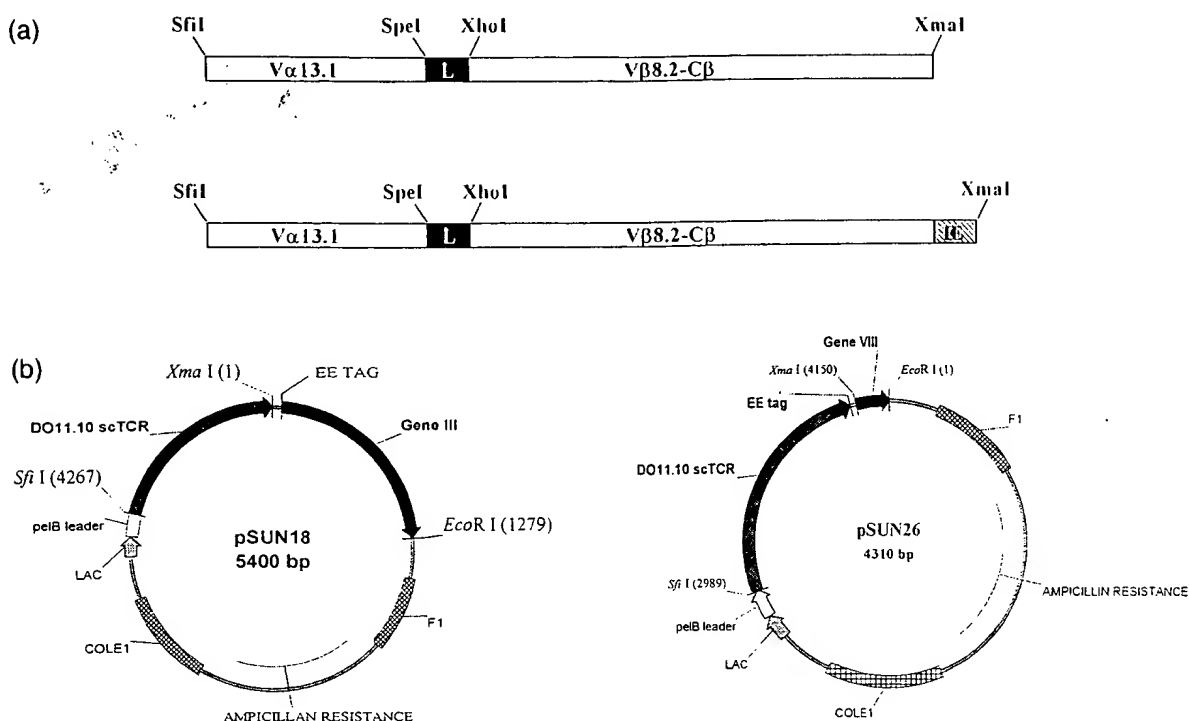 (a)
SfiI SpeI XhoI XmaI
Vα13.1 L Vβ8.2-Cβ
SfiI SpeI XhoI XmaI
Vα13.1 L Vβ8.2-Cβ
(b)
Xma I (1) EE TAG
DO11.10 scTCR
Gene III
Sfi I (4267)
pelB leader
EcoR I (1279)
pSUN18
5400 bp
LAC
F1
COLE1
AMPICILLAN RESISTANCE
Gene VIII
Xma I (4150) EcoR I (1)
EE tag
F1
DO11.10 scTCR
pSUN26
4310 bp
Sfi I (2989)
AMPICILLIN RESISTANCE
pelB leader
LAC
COLE1